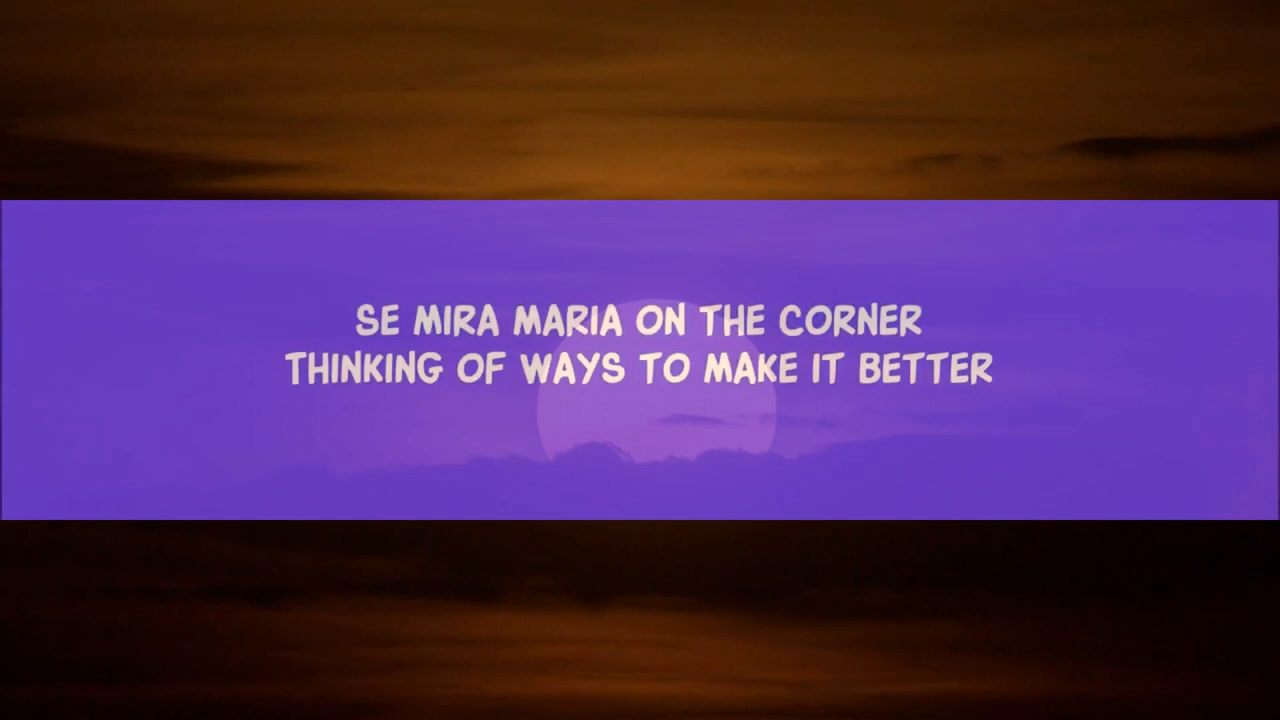 SE MIRA MARIA ON THE CORNER
THINKING OF WAYS TO MAKE IT BETTER